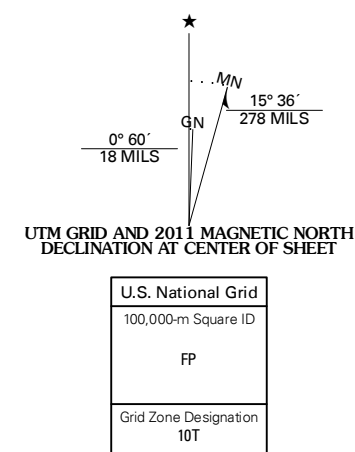 ★
MN
15° 36´
278 MILS
GN
0° 60´
18 MILS
UTM GRID AND 2011 MAGNETIC NORTH
DECLINATION AT CENTER OF SHEET
U.S. National Grid
100,000-m Square ID
FP
Grid Zone Designation
10T